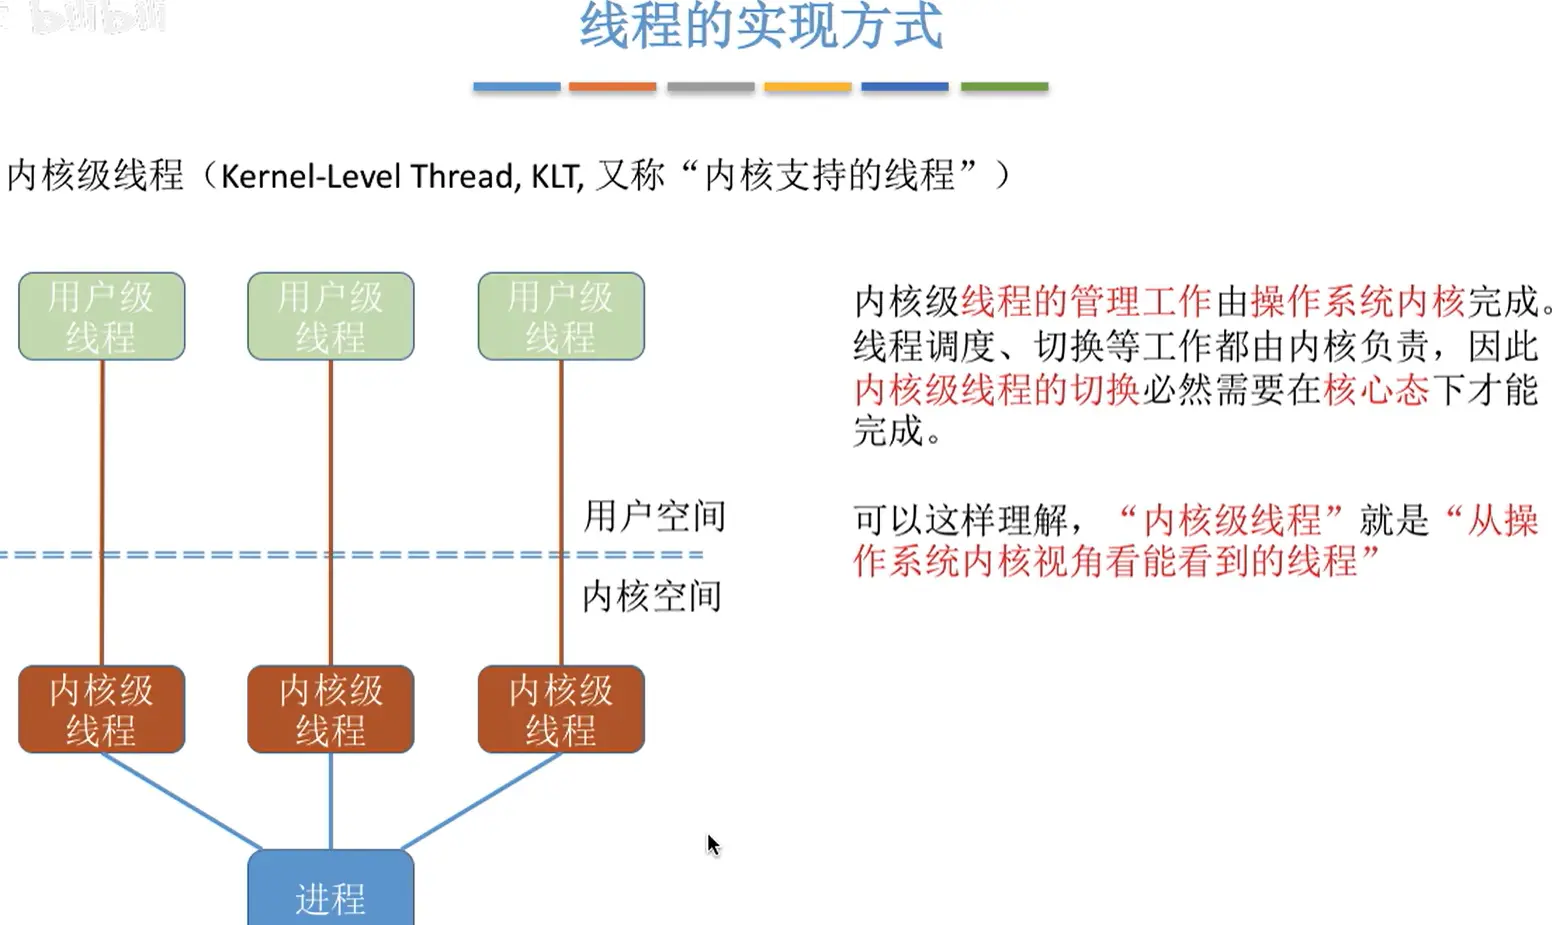 bilibili
线程的实现方式
内核级线程（Kernel-Level Thread, KLT, 又称“内核支持的线程”）
用户级
线程
用户级
线程
用户级
线程
内核级线程的管理工作由操作系统内核完成。
线程调度、切换等工作都由内核负责，因此
内核级线程的切换必然需要在核心态下才能
完成。
可以这样理解，“内核级线程”就是“从操
作系统内核视角看能看到的线程”
用户空间
内核空间
内核级
线程
内核级
线程
内核级
线程
进程